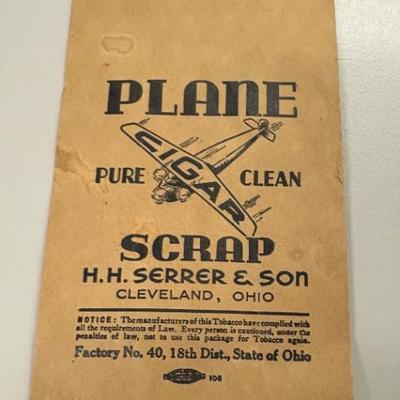 PLANE
CIGAR
PURE CLEAN
SCRAP
H.H. SERRER & SON
CLEVELAND, OHIO
NOTICE: The manufacturers of this Tobacco have complied with
all the requirements of Law. Every person is cautioned, under the
penalties of law, not to use this package for Tobacco again.
Factory No. 40, 18th Dist., State of Ohio
108